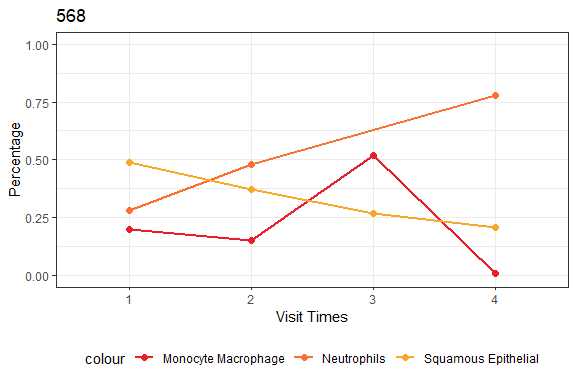 568
Percentage
1.00
0.75
0.50
0.25
0.00
1 2 3 4
Visit Times
colour Monocyte Macrophage Neutrophils Squamous Epithelial